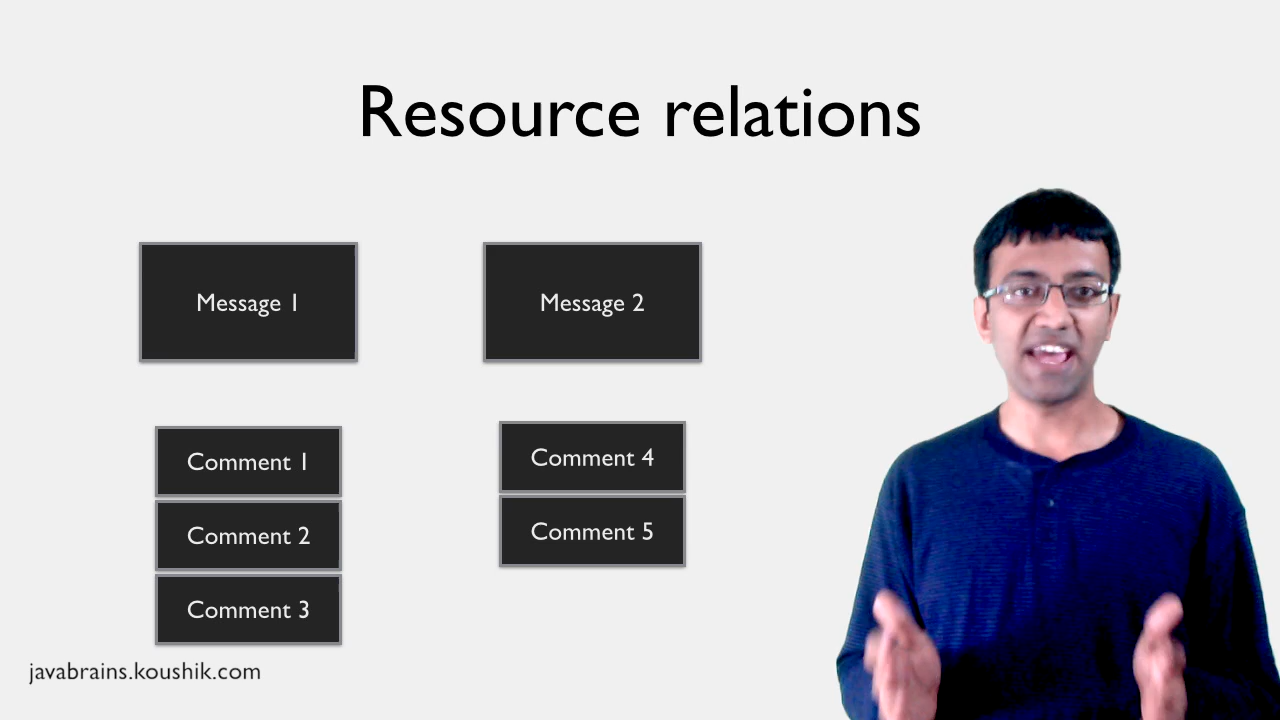 Resource relations
Message 1
Message 2
Comment 1
Comment 2
Comment 3
Comment 4
Comment 5
javabrains.koushik.com